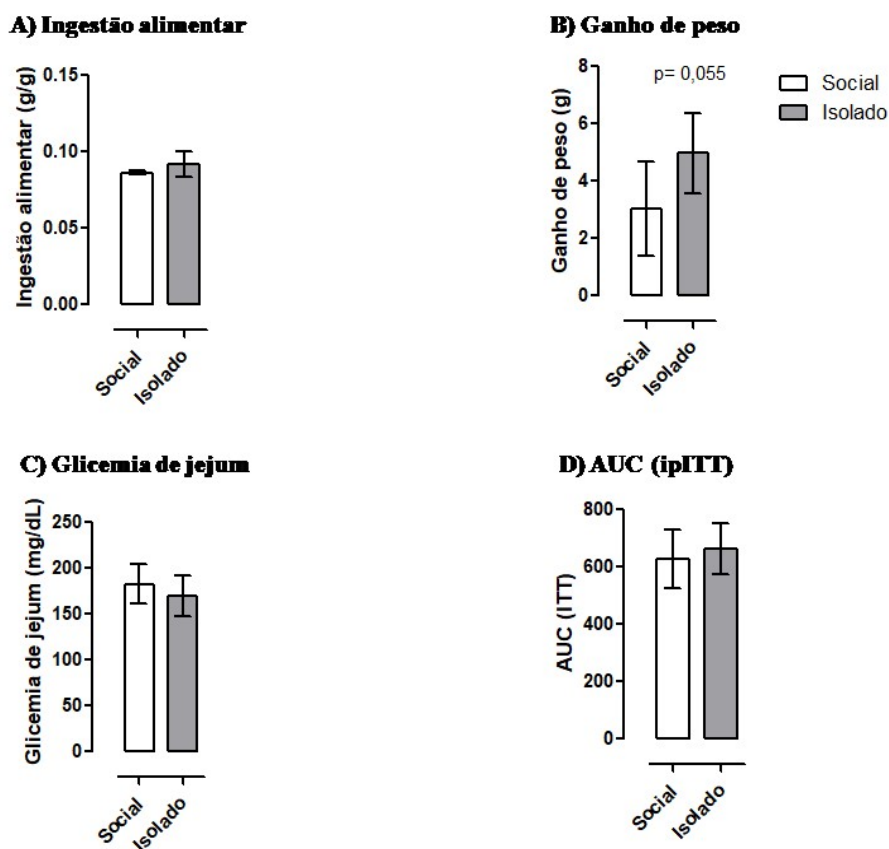 A) Ingestão alimentar
Ingestão alimentar (g/g)
0.15
0.10
0.05
0.00
Social
Isolado
B) Ganho de peso
Ganho de peso (g)
8
6
4
2
0
p= 0,055
Social
Isolado
Social
Isolado
C) Glicemia de jejum
Glicemia de jejum (mg/dL)
250
200
150
100
50
0
Social
Isolado
D) AUC (ipITT)
AUC (ITT)
800
600
400
200
0
Social
Isolado